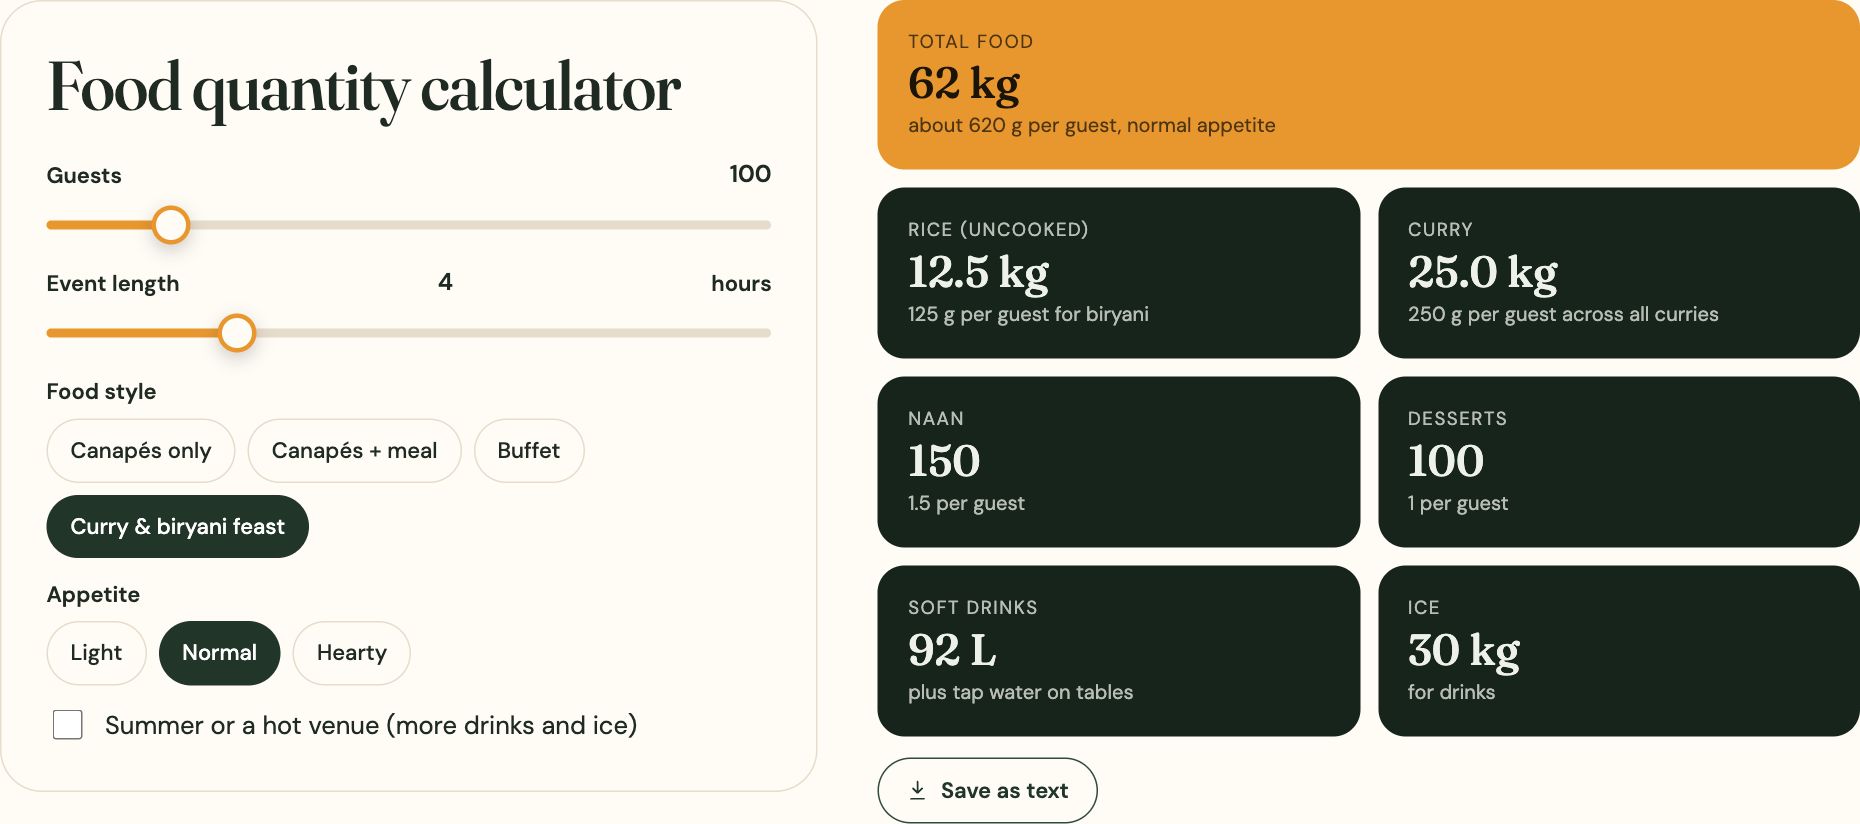 Food quantity calculator
Guests 100
Event length 4 hours
Food style
Canapés only Canapés + meal Buffet
Curry & biryani feast
Appetite
Light Normal Hearty
Summer or a hot venue (more drinks and ice)
TOTAL FOOD
62 kg
about 620 g per guest, normal appetite
RICE (UNCOOKED)
12.5 kg
125 g per guest for biryani
CURRY
25.0 kg
250 g per guest across all curries
NAAN
150
1.5 per guest
DESSERTS
100
1 per guest
SOFT DRINKS
92 L
plus tap water on tables
ICE
30 kg
for drinks
Save as text